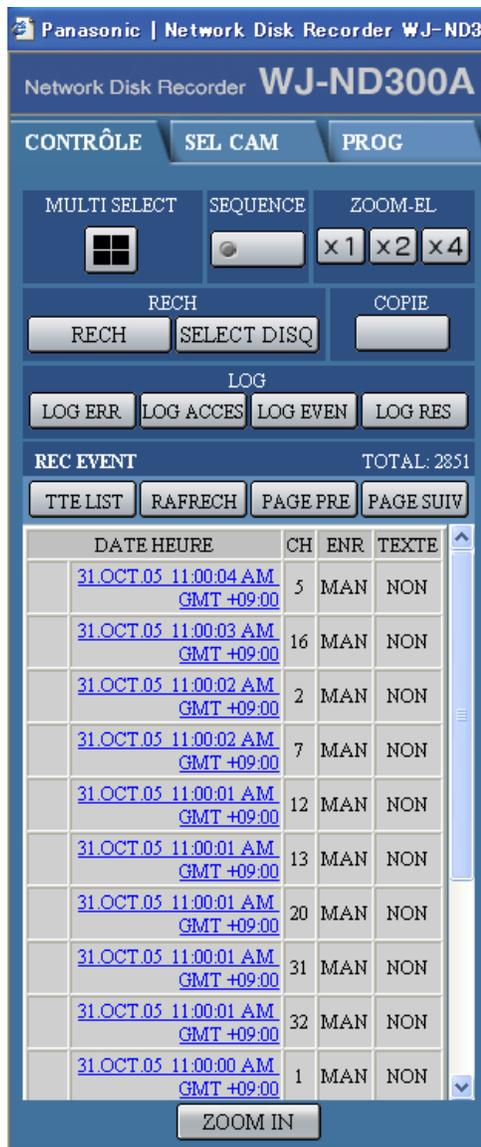 Panasonic | Network Disk Recorder WJ-ND3
Network Disk Recorder WJ-ND300A
CONTRÔLE SEL CAM PROG
MULTI SELECT SEQUENCE ZOOM-EL
x1 x2 x4
RECH COPIE
RECH SELECT DISQ
LOG
LOG ERR LOG ACCES LOG EVEN LOG RES
REC EVENT TOTAL: 2851
TTE LIST RAFRECH PAGE PRE PAGE SUIV
DATE HEURE CH ENR TEXTE
31.OCT.05 11:00:04 AM
GMT +09:00 5 MAN NON
31.OCT.05 11:00:03 AM
GMT +09:00 16 MAN NON
31.OCT.05 11:00:02 AM
GMT +09:00 2 MAN NON
31.OCT.05 11:00:02 AM
GMT +09:00 7 MAN NON
31.OCT.05 11:00:01 AM
GMT +09:00 12 MAN NON
31.OCT.05 11:00:01 AM
GMT +09:00 13 MAN NON
31.OCT.05 11:00:01 AM
GMT +09:00 20 MAN NON
31.OCT.05 11:00:01 AM
GMT +09:00 31 MAN NON
31.OCT.05 11:00:01 AM
GMT +09:00 32 MAN NON
31.OCT.05 11:00:00 AM
GMT +09:00 1 MAN NON
ZOOM IN